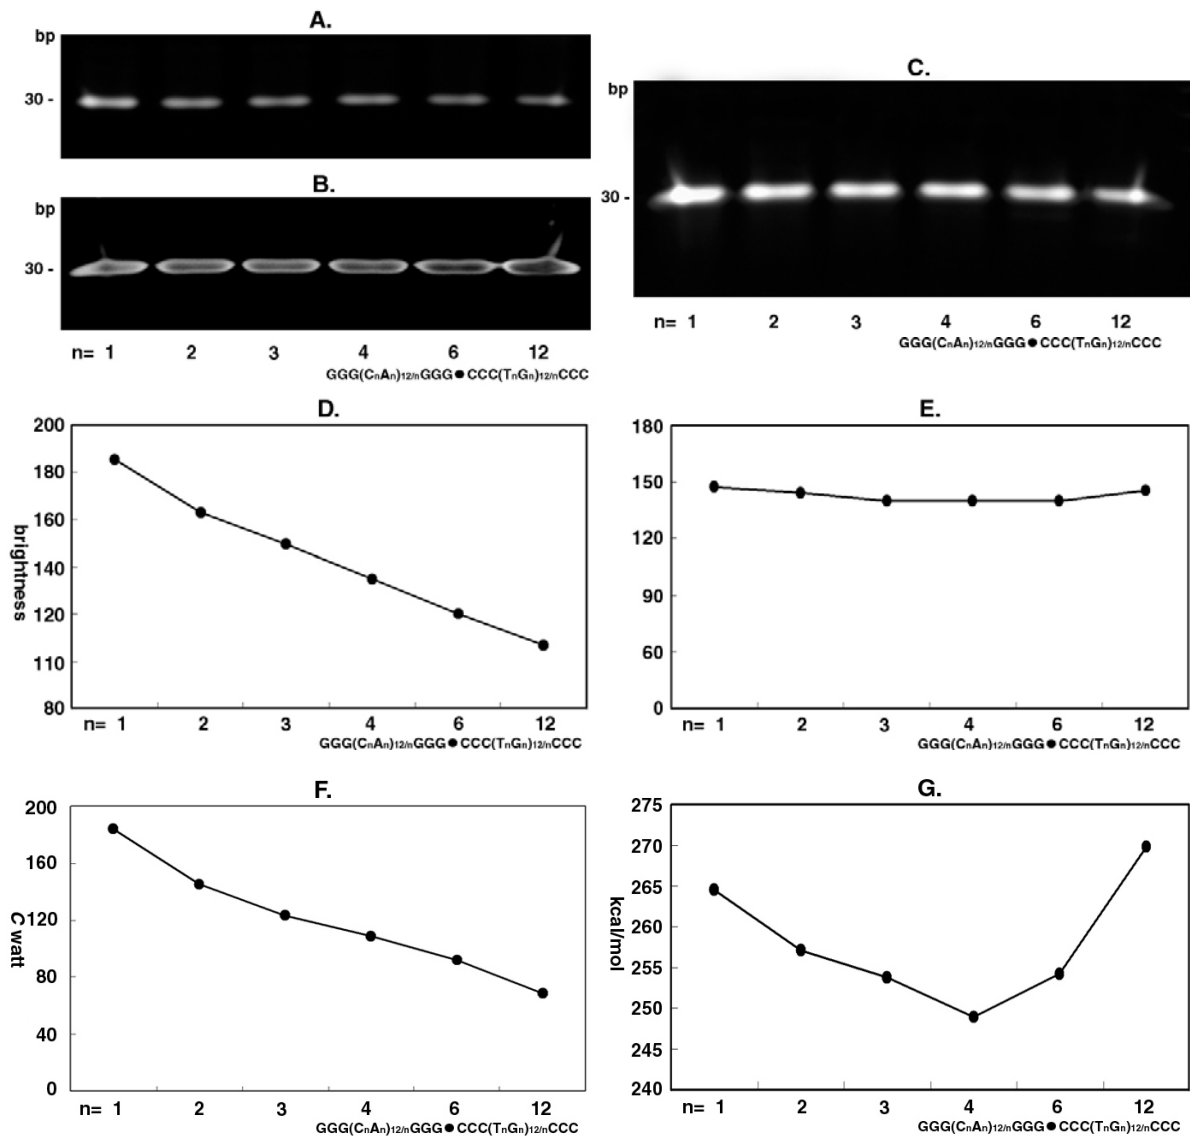 A.
bp
30 -
B.
bp
30 -
n= 1 2 3 4 6 12
GGG(CnAn)12/nGGG●CCC(TnGn)12/nCCC
C.
bp
30 -
n= 1 2 3 4 6 12
GGG(CnAn)12/nGGG●CCC(TnGn)12/nCCC
D.
200
180
160
140
120
110
80
brightness
n= 1 2 3 4 6 12
GGG(CnAn)12/nGGG●CCC(TnGn)12/nCCC
E.
180
150
120
90
60
0
n= 1 2 3 4 6 12
GGG(CnAn)12/nGGG●CCC(TnGn)12/nCCC
F.
200
160
120
80
40
0
C watt
n= 1 2 3 4 6 12
GGG(CnAn)12/nGGG●CCC(TnGn)12/nCCC
G.
275
270
265
260
255
250
245
240
kcal/mol
n= 1 2 3 4 6 12
GGG(CnAn)12/nGGG●CCC(TnGn)12/nCCC